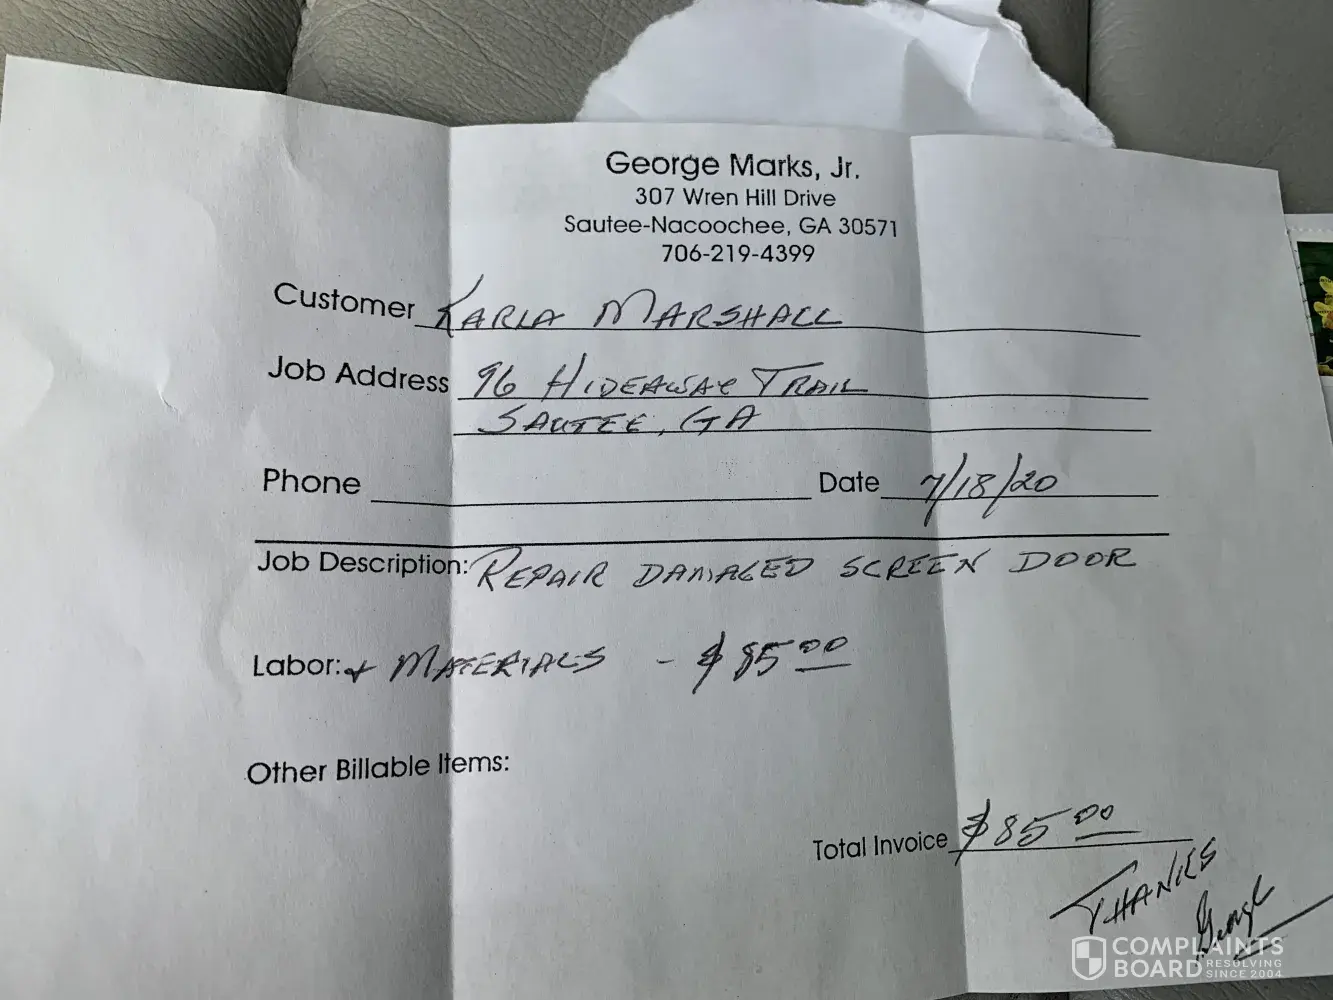 George Marks, Jr.
307 Wren Hill Drive
Sautee-Nacoochee, GA 30571
706-219-4399
Customer KARLA MARSHALL
Job Address 96 HIDEAWAY TRAIL
SAUTEE, GA
Phone Date 7/18/20
Job Description: REPAIR DAMAGED SCREEN DOOR
Labor: + MATERIALS - $85.00
Other Billable Items:
Total Invoice $85.00
THANKS
George
COMPLAINTS
BOARD RESOLVING
SINCE 2004